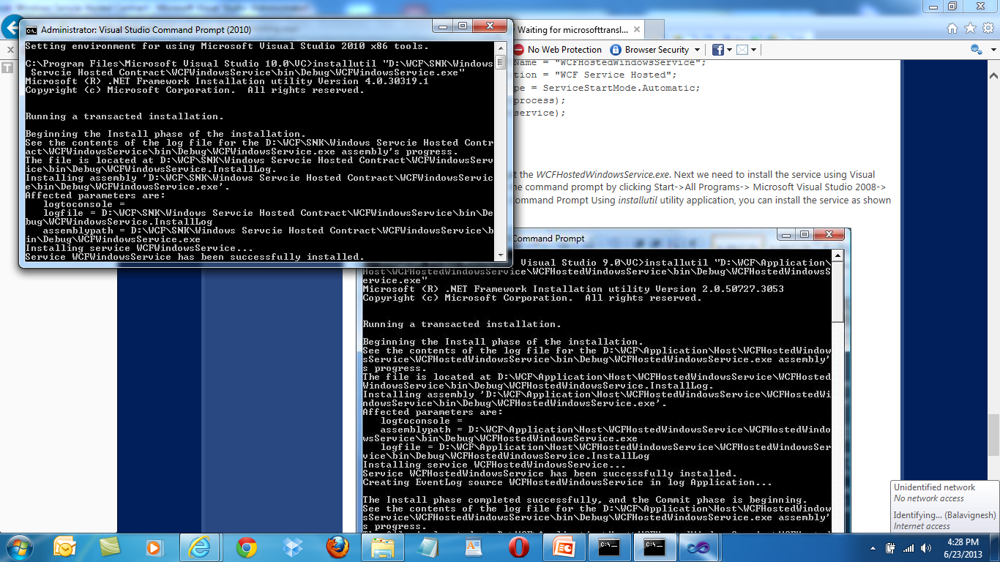 Administrator: Visual Studio Command Prompt (2010)
Setting environment for using Microsoft Visual Studio 2010 x86 tools.
C:\Program Files\Microsoft Visual Studio 10.0\VC>installutil "D:\WCF\SNK\Windows
 Servcie Hosted Contract\WCFWindowsService\bin\Debug\WCFWindowsService.exe"
Microsoft (R) .NET Framework Installation utility Version 4.0.30319.1
Copyright (c) Microsoft Corporation.  All rights reserved.
Running a transacted installation.
Beginning the Install phase of the installation.
See the contents of the log file for the D:\WCF\SNK\Windows Servcie Hosted Contr
act\WCFWindowsService\bin\Debug\WCFWindowsService.exe assembly's progress.
The file is located at D:\WCF\SNK\Windows Servcie Hosted Contract\WCFWindowsServ
ice\bin\Debug\WCFWindowsService.InstallLog.
Installing assembly 'D:\WCF\SNK\Windows Servcie Hosted Contract\WCFWindowsServic
e\bin\Debug\WCFWindowsService.exe'.
Affected parameters are:
   logtoconsole =
   logfile = D:\WCF\SNK\Windows Servcie Hosted Contract\WCFWindowsService\bin\De
bug\WCFWindowsService.InstallLog
   assemblypath = D:\WCF\SNK\Windows Servcie Hosted Contract\WCFWindowsService\b
in\Debug\WCFWindowsService.exe
Installing service WCFWindowsService...
Service WCFWindowsService has been successfully installed.
Waiting for microsofttransl...
No Web Protection
Browser Security
Name = "WCFHostedWindowsService";
tion = "WCF Service Hosted";
pe = ServiceStartMode.Automatic;
process);
service);
t the WCFHostedWindowsService.exe. Next we need to install the service using Visual
he command prompt by clicking Start->All Programs-> Microsoft Visual Studio 2008->
Command Prompt Using installutil utility application, you can install the service as shown
Command Prompt
Visual Studio 9.0\VC>installutil "D:\WCF\Application\
Host\WCFHostedWindowsService\WCFHostedWindowsService\bin\Debug\WCFHostedWindowsS
ervice.exe"
Microsoft (R) .NET Framework Installation utility Version 2.0.50727.3053
Copyright (c) Microsoft Corporation.  All rights reserved.
Running a transacted installation.
Beginning the Install phase of the installation.
See the contents of the log file for the D:\WCF\Application\Host\WCFHostedWindow
sService\WCFHostedWindowsService\bin\Debug\WCFHostedWindowsService.exe assembly'
s progress.
The file is located at D:\WCF\Application\Host\WCFHostedWindowsService\WCFHosted
WindowsService\bin\Debug\WCFHostedWindowsService.InstallLog.
Installing assembly 'D:\WCF\Application\Host\WCFHostedWindowsService\WCFHostedWi
ndowsService\bin\Debug\WCFHostedWindowsService.exe'.
Affected parameters are:
   logtoconsole =
   assemblypath = D:\WCF\Application\Host\WCFHostedWindowsService\WCFHostedWindo
wsService\bin\Debug\WCFHostedWindowsService.exe
   logfile = D:\WCF\Application\Host\WCFHostedWindowsService\WCFHostedWindowsSer
vice\bin\Debug\WCFHostedWindowsService.InstallLog
Installing service WCFHostedWindowsService...
Service WCFHostedWindowsService has been successfully installed.
Creating EventLog source WCFHostedWindowsService in log Application...
The Install phase completed successfully, and the Commit phase is beginning.
See the contents of the log file for the D:\WCF\Application\Host\WCFHostedWindow
sService\WCFHostedWindowsService\bin\Debug\WCFHostedWindowsService.exe assembly'
s progress.
Unidentified network
No network access
Identifying... (Balavignesh)
Internet access
4:28 PM
6/23/2013